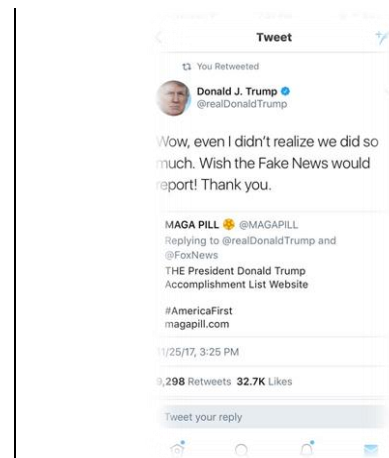 Tweet
You Retweeted
Donald J. Trump
@realDonaldTrump
Wow, even I didn't realize we did so
much. Wish the Fake News would
report! Thank you.
MAGA PILL @MAGAPILL
Replying to @realDonaldTrump and
@FoxNews
THE President Donald Trump
Accomplishment List Website
#AmericaFirst
magapill.com
11/25/17, 3:25 PM
9,298 Retweets 32.7K Likes
Tweet your reply